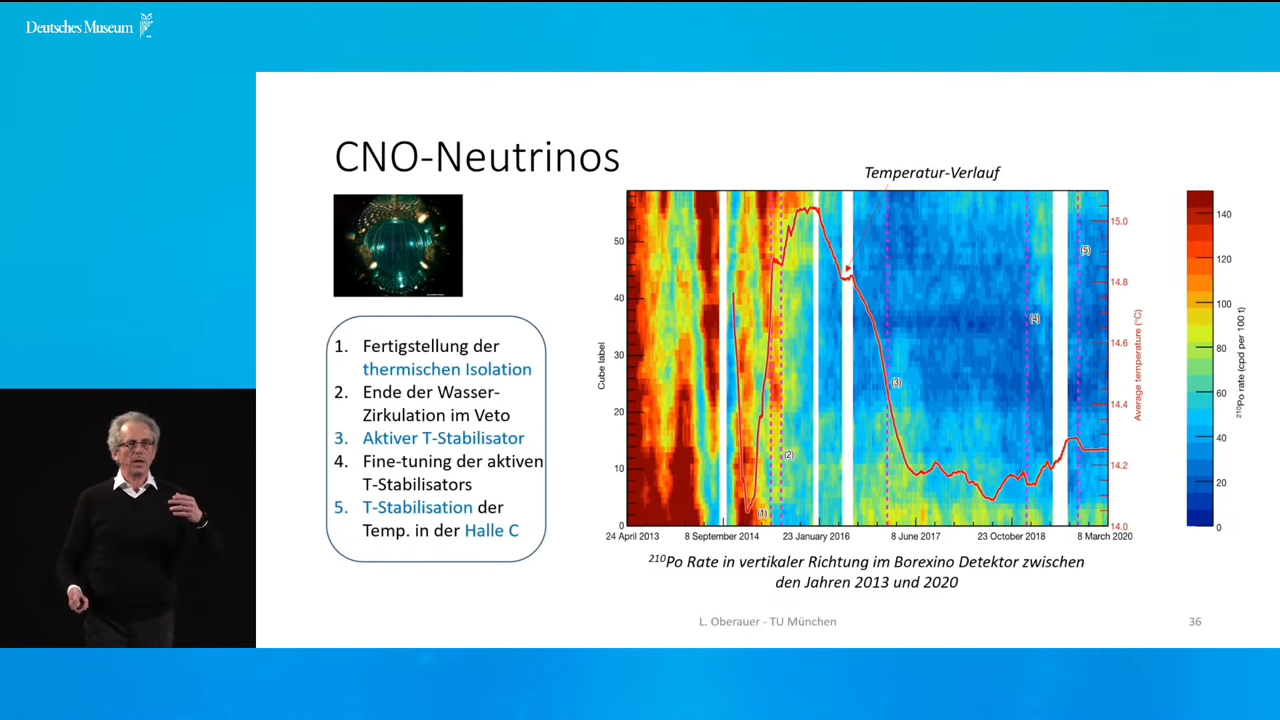 Deutsches Museum
CNO-Neutrinos
1. Fertigstellung der
thermischen Isolation
2. Ende der Wasser-
Zirkulation im Veto
3. Aktiver T-Stabilisator
4. Fine-tuning der aktiven
T-Stabilisators
5. T-Stabilisation der
Temp. in der Halle C
Temperatur-Verlauf
Cube label
50
40
30
20
10
0
24 April 2013
8 September 2014
23 January 2016
8 June 2017
23 October 2018
8 March 2020
(1)
(2)
(3)
(4)
(5)
15.0
14.8
14.6
14.4
14.2
14.0
Average temperature (°C)
140
120
100
80
60
40
20
0
²¹⁰Po rate (cpd per 100 t)
²¹⁰Po Rate in vertikaler Richtung im Borexino Detektor zwischen
den Jahren 2013 und 2020
L. Oberauer - TU München
36